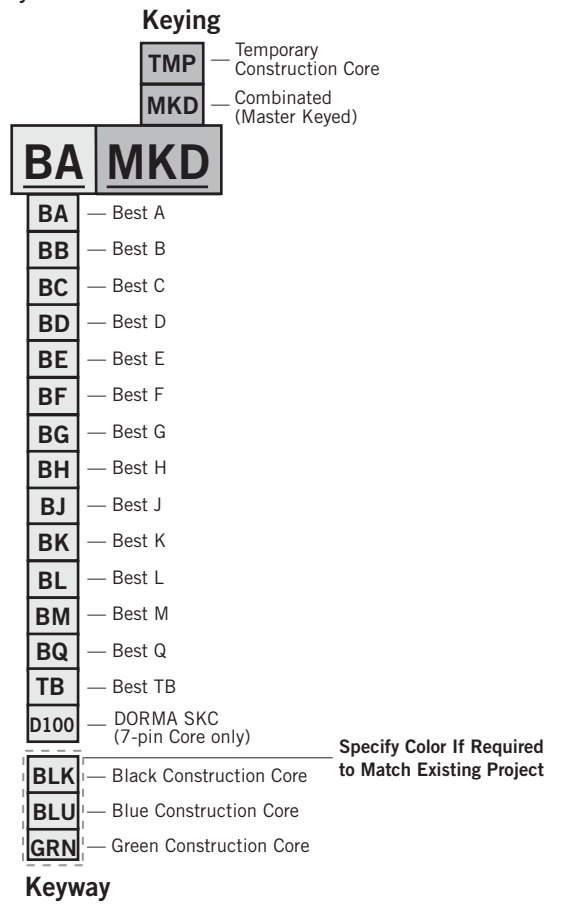 Keying
TMP — Temporary
Construction Core
MKD — Combinated
(Master Keyed)
BA MKD
BA — Best A
BB — Best B
BC — Best C
BD — Best D
BE — Best E
BF — Best F
BG — Best G
BH — Best H
BJ — Best J
BK — Best K
BL — Best L
BM — Best M
BQ — Best Q
TB — Best TB
D100 — DORMA SKC
(7-pin Core only)
Specify Color If Required
to Match Existing Project
BLK — Black Construction Core
BLU — Blue Construction Core
GRN — Green Construction Core
Keyway